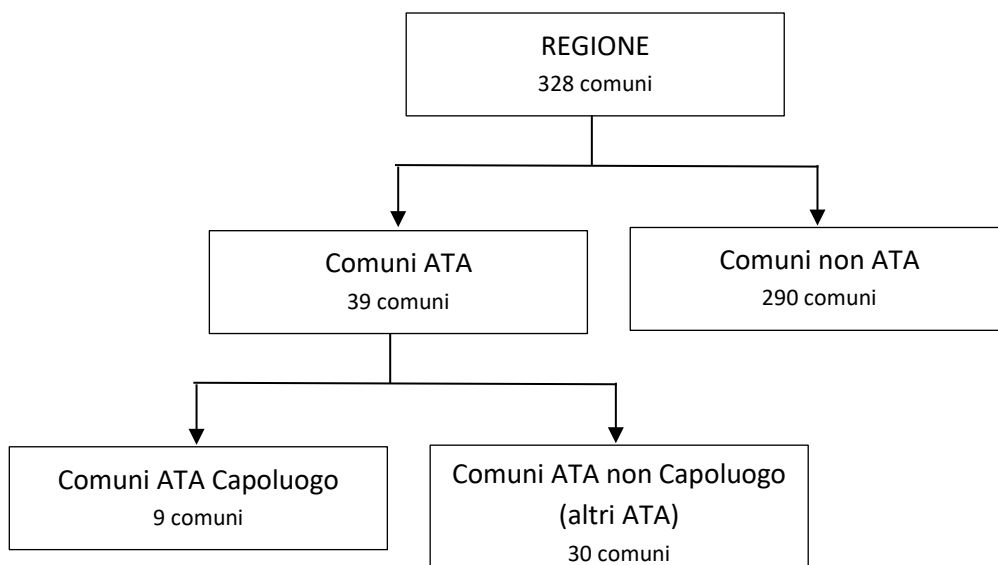 REGIONE
328 comuni
Comuni ATA
39 comuni
Comuni non ATA
290 comuni
Comuni ATA Capoluogo
9 comuni
Comuni ATA non Capoluogo
(altri ATA)
30 comuni